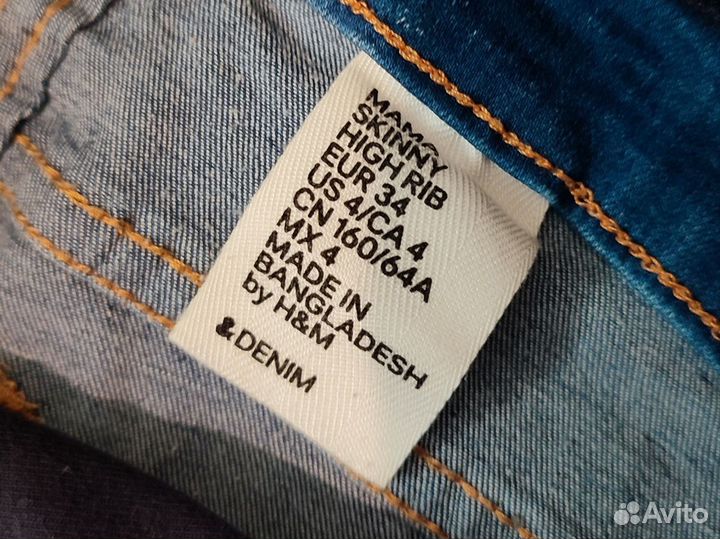 MAMA
SKINNY
HIGH RIB
EUR 34
US 4/CA 4
CN 160/64A
MX 4
MADE IN
BANGLADESH
by H&M
&DENIM
Avito